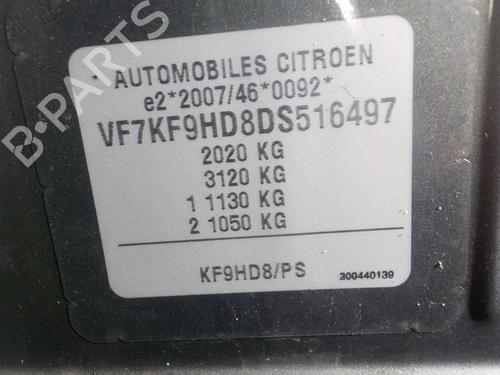 AUTOMOBILES CITROEN
e2*2007/46*0092*
VF7KF9HD8DS516497
2020 KG
3120 KG
1 1130 KG
2 1050 KG
KF9HD8/PS 300440139
B-PARTS